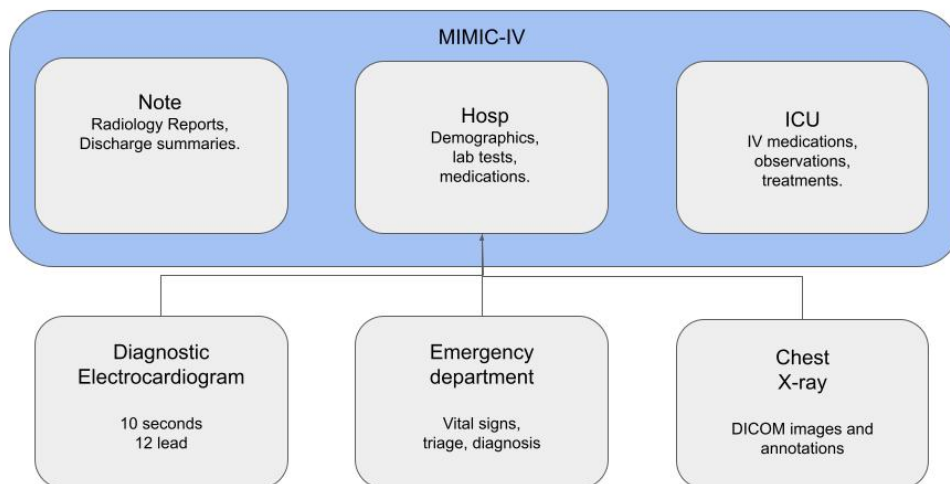 MIMIC-IV
Note
Radiology Reports,
Discharge summaries.
Hosp
Demographics,
lab tests,
medications.
ICU
IV medications,
observations,
treatments.
Diagnostic
Electrocardiogram
10 seconds
12 lead
Emergency
department
Vital signs,
triage, diagnosis
Chest
X-ray
DICOM images and
annotations